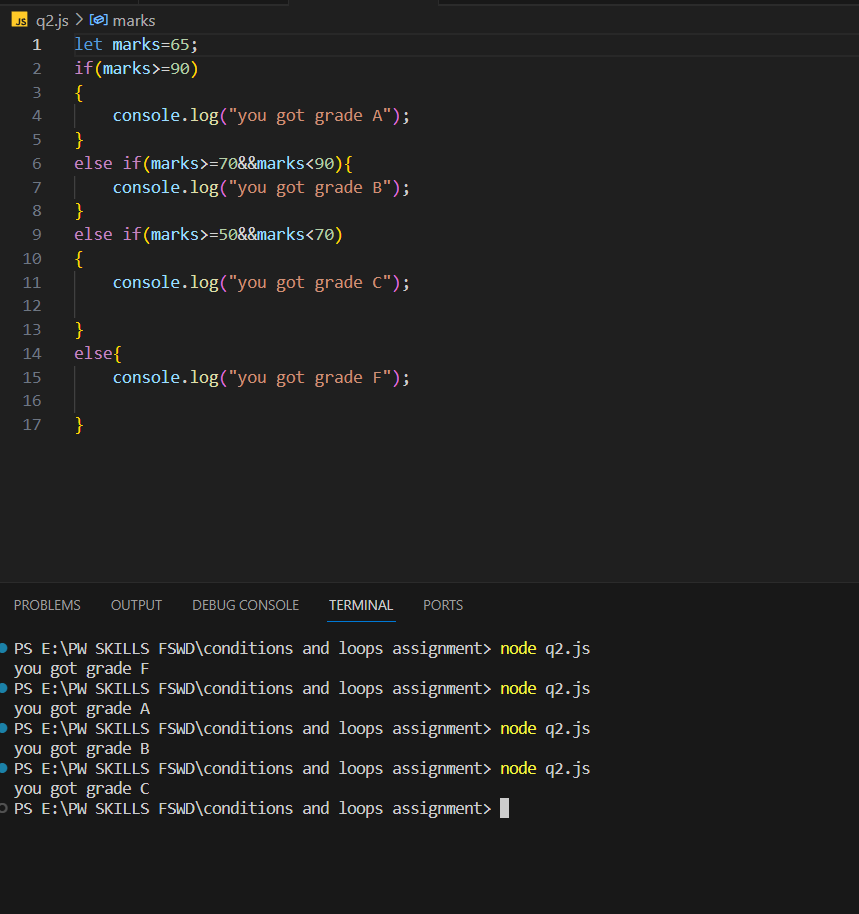 JS q2.js > marks
1 let marks=65;
2 if(marks>=90)
3 {
4     console.log("you got grade A");
5 }
6 else if(marks>=70&&marks<90){
7     console.log("you got grade B");
8 }
9 else if(marks>=50&&marks<70)
10 {
11     console.log("you got grade C");
12
13 }
14 else{
15     console.log("you got grade F");
16
17 }
PROBLEMS OUTPUT DEBUG CONSOLE TERMINAL PORTS
PS E:\PW SKILLS FSWD\conditions and loops assignment> node q2.js
you got grade F
PS E:\PW SKILLS FSWD\conditions and loops assignment> node q2.js
you got grade A
PS E:\PW SKILLS FSWD\conditions and loops assignment> node q2.js
you got grade B
PS E:\PW SKILLS FSWD\conditions and loops assignment> node q2.js
you got grade C
PS E:\PW SKILLS FSWD\conditions and loops assignment>